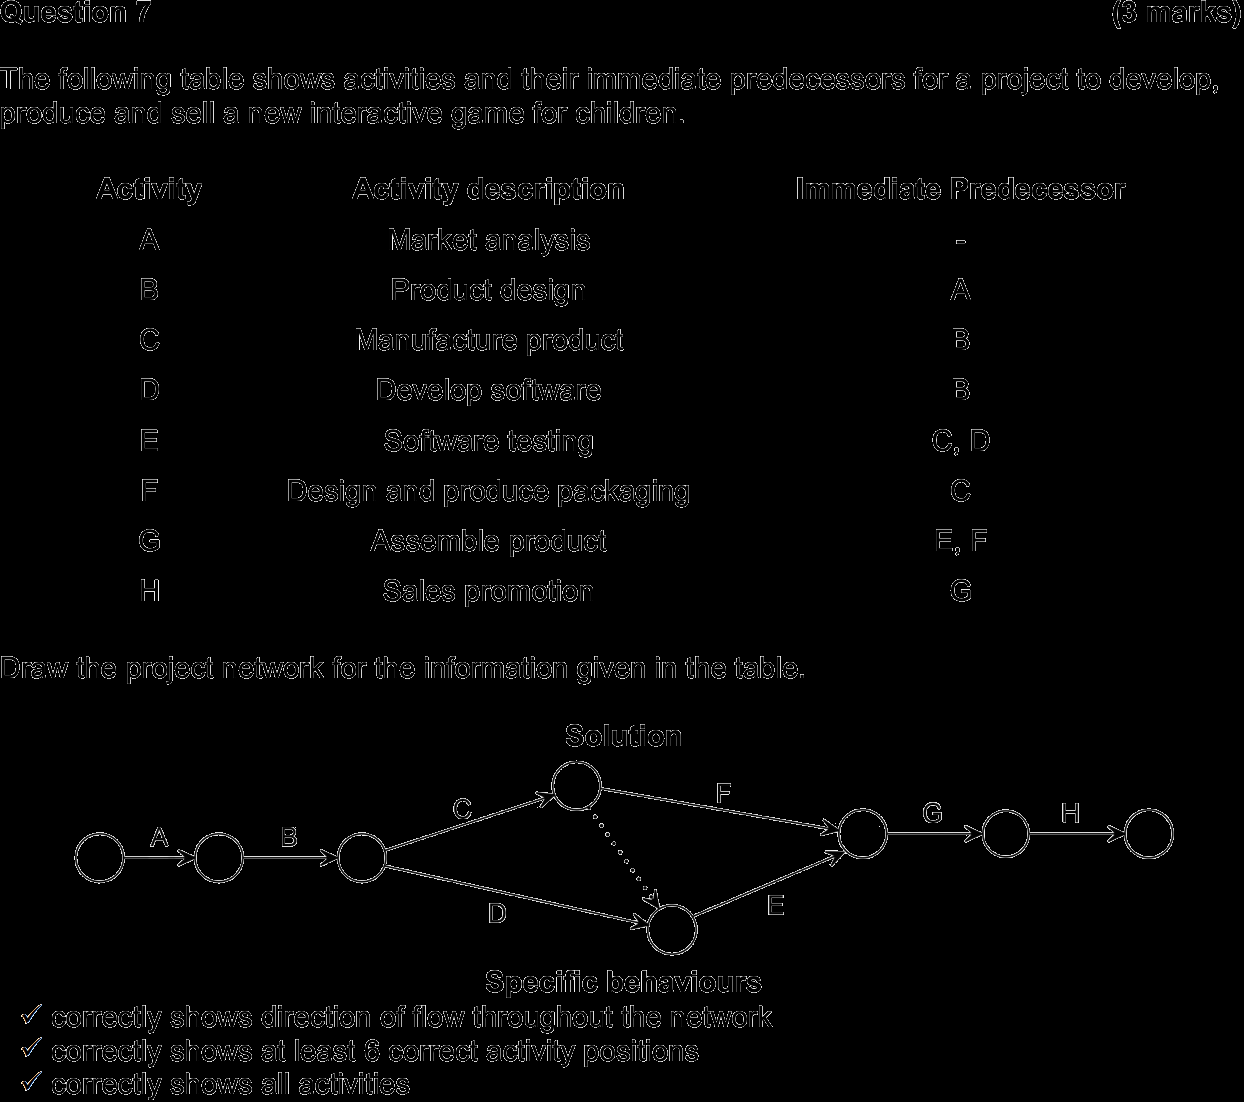 Question 7 (3 marks)
The following table shows activities and their immediate predecessors for a project to develop,
produce and sell a new interactive game for children.
Activity Activity description Immediate Predecessor
A Market analysis -
B Product design A
C Manufacture product B
D Develop software B
E Software testing C, D
F Design and produce packaging C
G Assemble product E, F
H Sales promotion G
Draw the project network for the information given in the table.
Solution
A B C D F E G H
Specific behaviours
✓ correctly shows direction of flow throughout the network
✓ correctly shows at least 6 correct activity positions
✓ correctly shows all activities